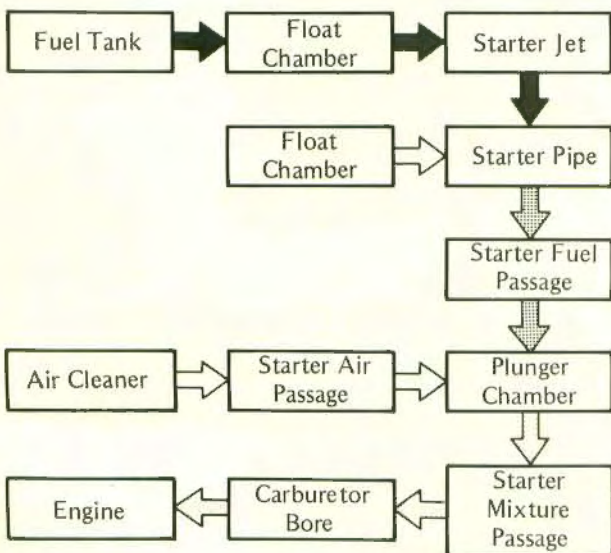 Fuel Tank
Float
Chamber
Starter Jet
Float
Chamber
Starter Pipe
Starter Fuel
Passage
Air Cleaner
Starter Air
Passage
Plunger
Chamber
Engine
Carburetor
Bore
Starter
Mixture
Passage